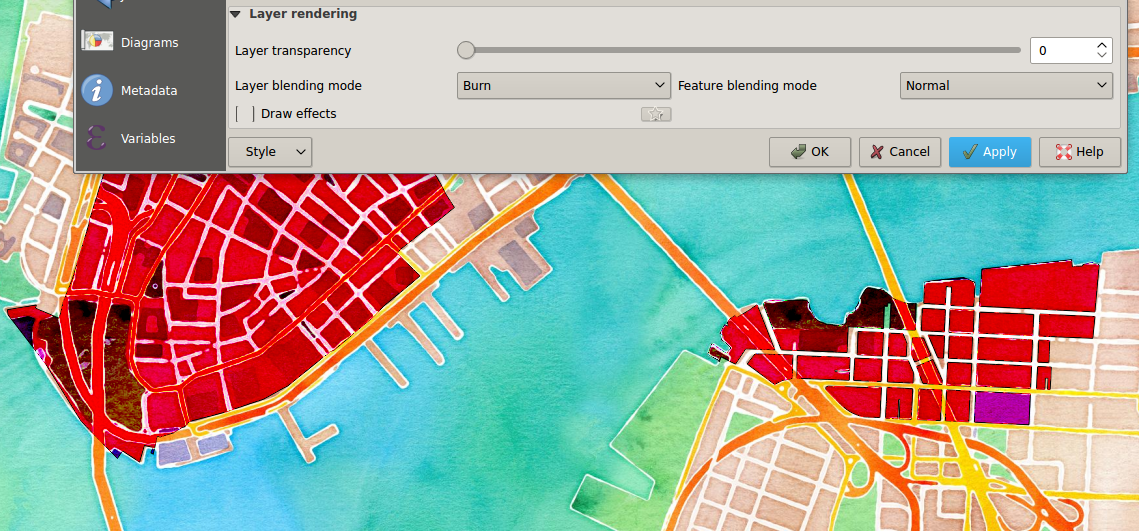 Layer rendering
Diagrams
Layer transparency
0
Metadata
Layer blending mode
Burn
Feature blending mode
Normal
Draw effects
Variables
Style
OK
Cancel
Apply
Help